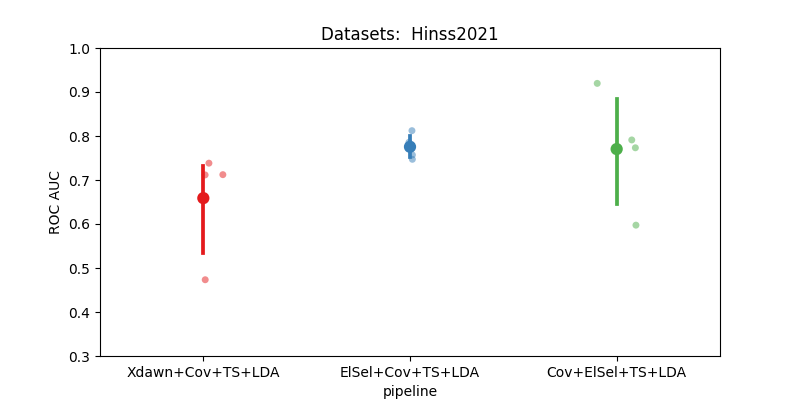 Datasets:  Hinss2021
1.0
0.9
0.8
0.7
0.6
0.5
0.4
0.3
ROC AUC
Xdawn+Cov+TS+LDA
ElSel+Cov+TS+LDA
Cov+ElSel+TS+LDA
pipeline